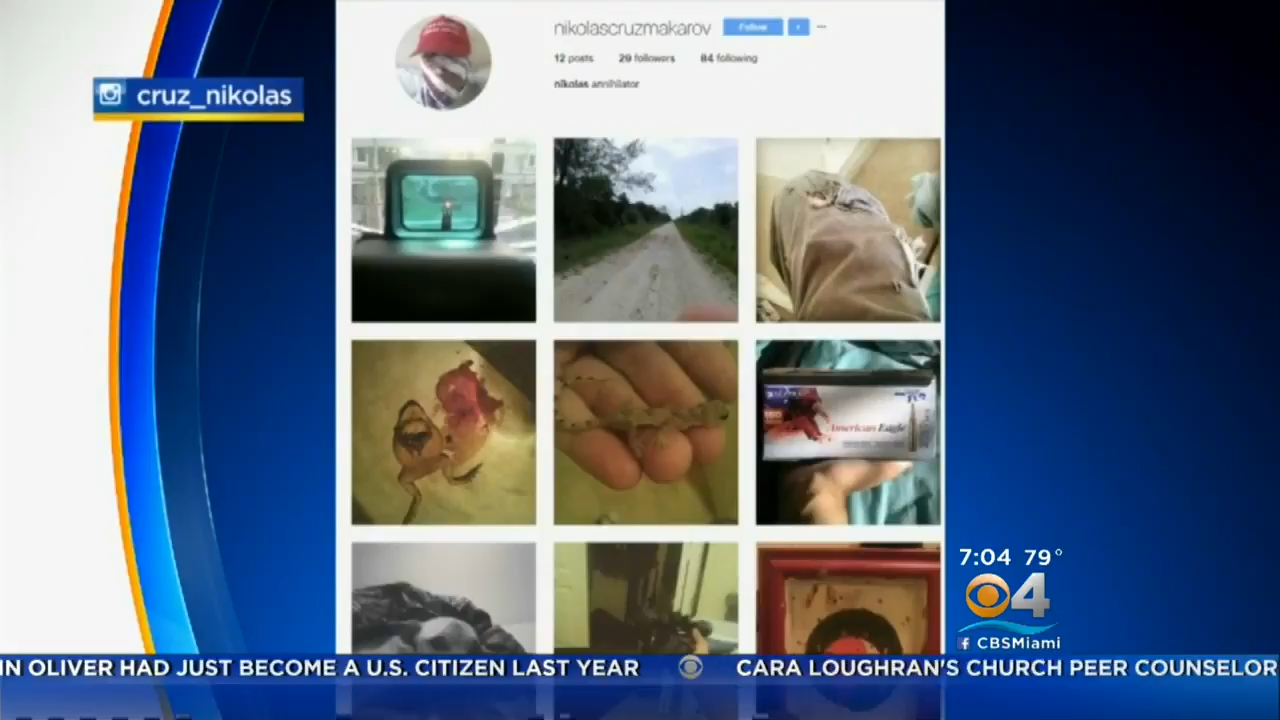 nikolascruzmakarov
Follow
12 posts 29 followers 84 following
nikolas annihilator
cruz_nikolas
American Eagle
7:04 79°
4
CBSMiami
IN OLIVER HAD JUST BECOME A U.S. CITIZEN LAST YEAR CARA LOUGHRAN'S CHURCH PEER COUNSELOR